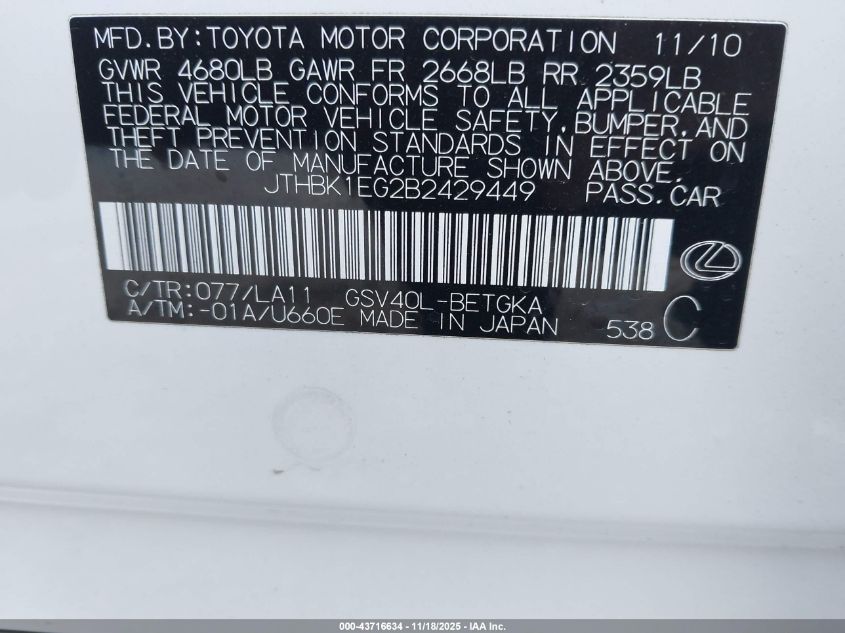 MFD.BY:TOYOTA MOTOR CORPORATION 11/10
GVWR 4680LB GAWR FR 2668LB RR 2359LB
THIS VEHICLE CONFORMS TO ALL APPLICABLE
FEDERAL MOTOR VEHICLE SAFETY,BUMPER,AND
THEFT PREVENTION STANDARDS IN EFFECT ON
THE DATE OF MANUFACTURE SHOWN ABOVE.
JTHBK1EG2B2429449 PASS.CAR
C/TR:077/LA11 GSV40L-BETGKA
A/TM:-01A/U660E MADE IN JAPAN 538 C
000-43716634 - 11/18/2025 - IAA Inc.